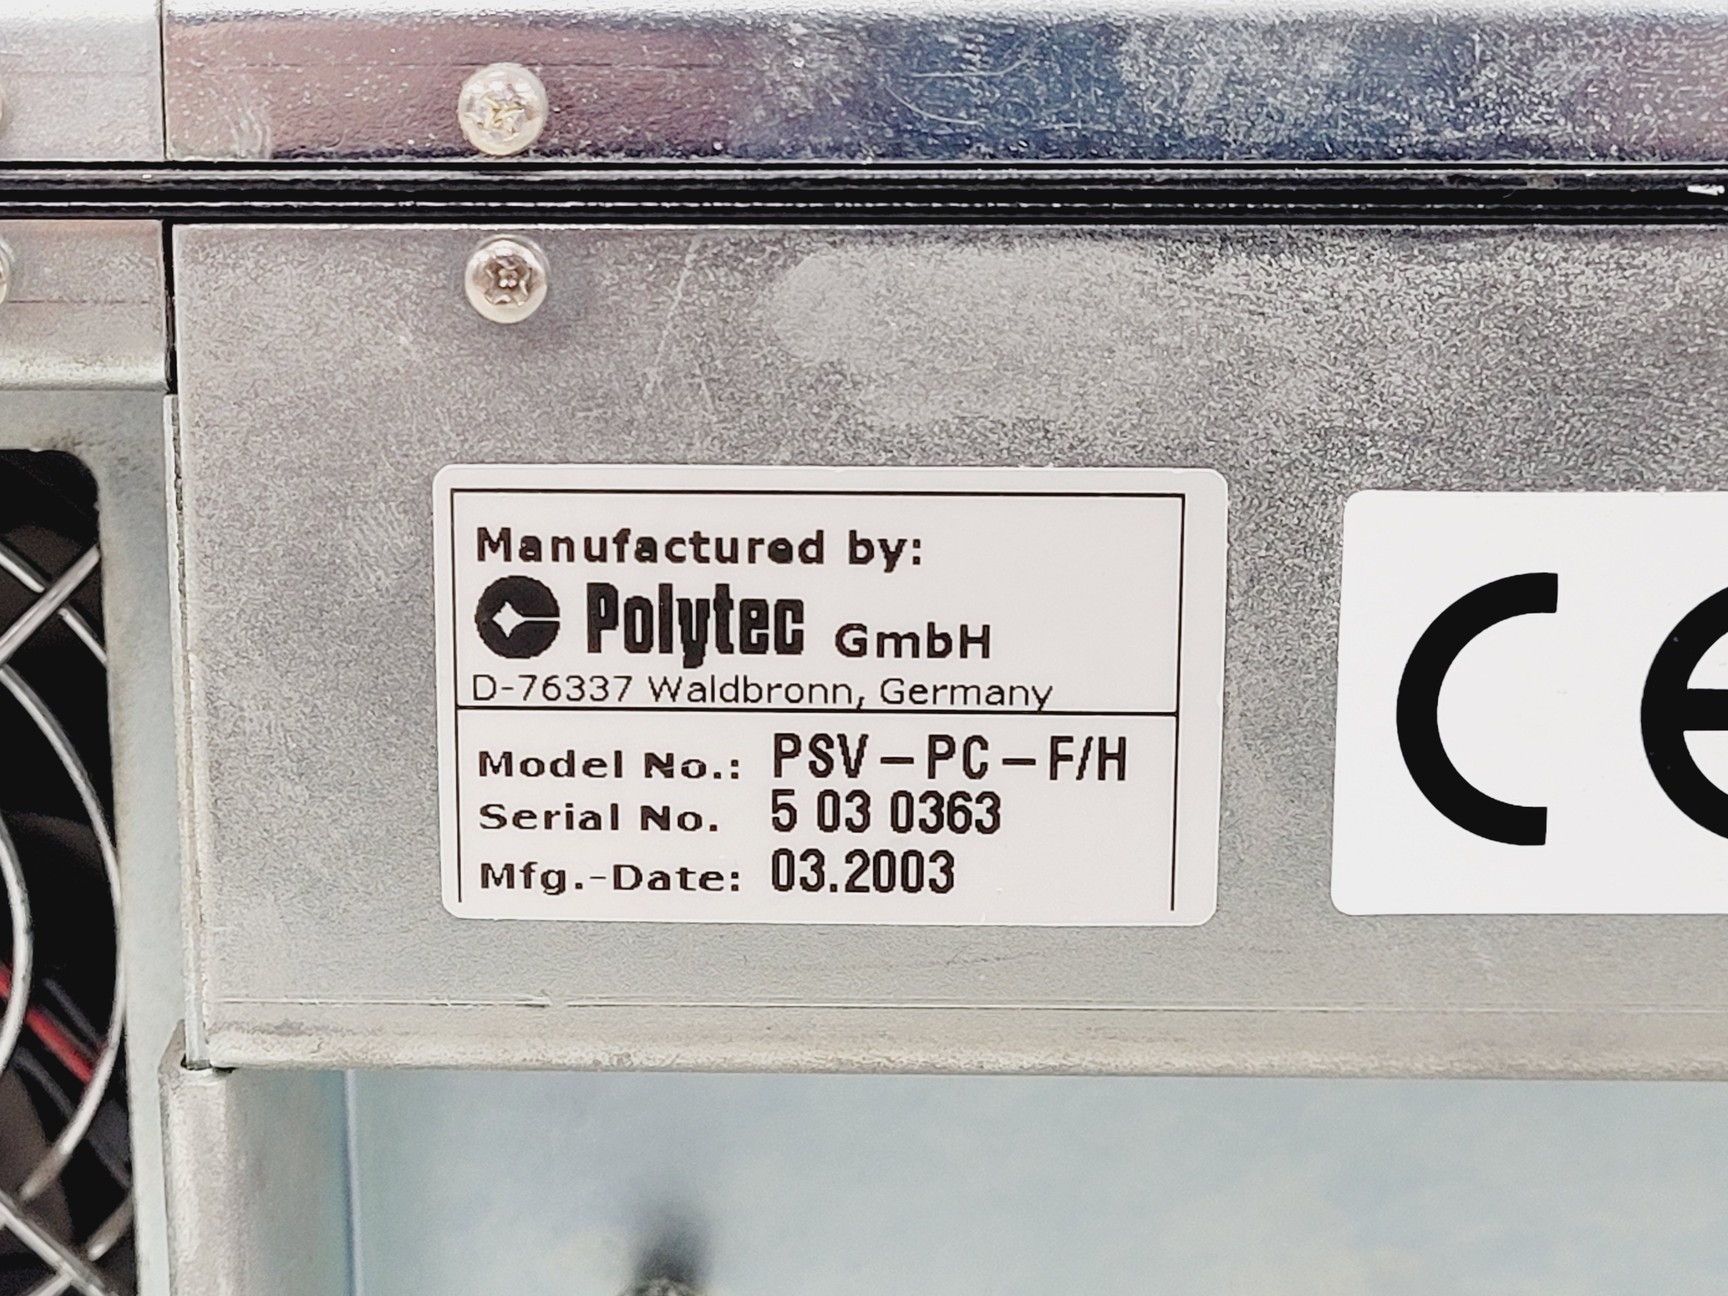 Manufactured by:
Polytec GmbH
D-76337 Waldbronn, Germany
Model No.: PSV-PC-F/H
Serial No. 5 03 0363
Mfg.-Date: 03.2003
CE